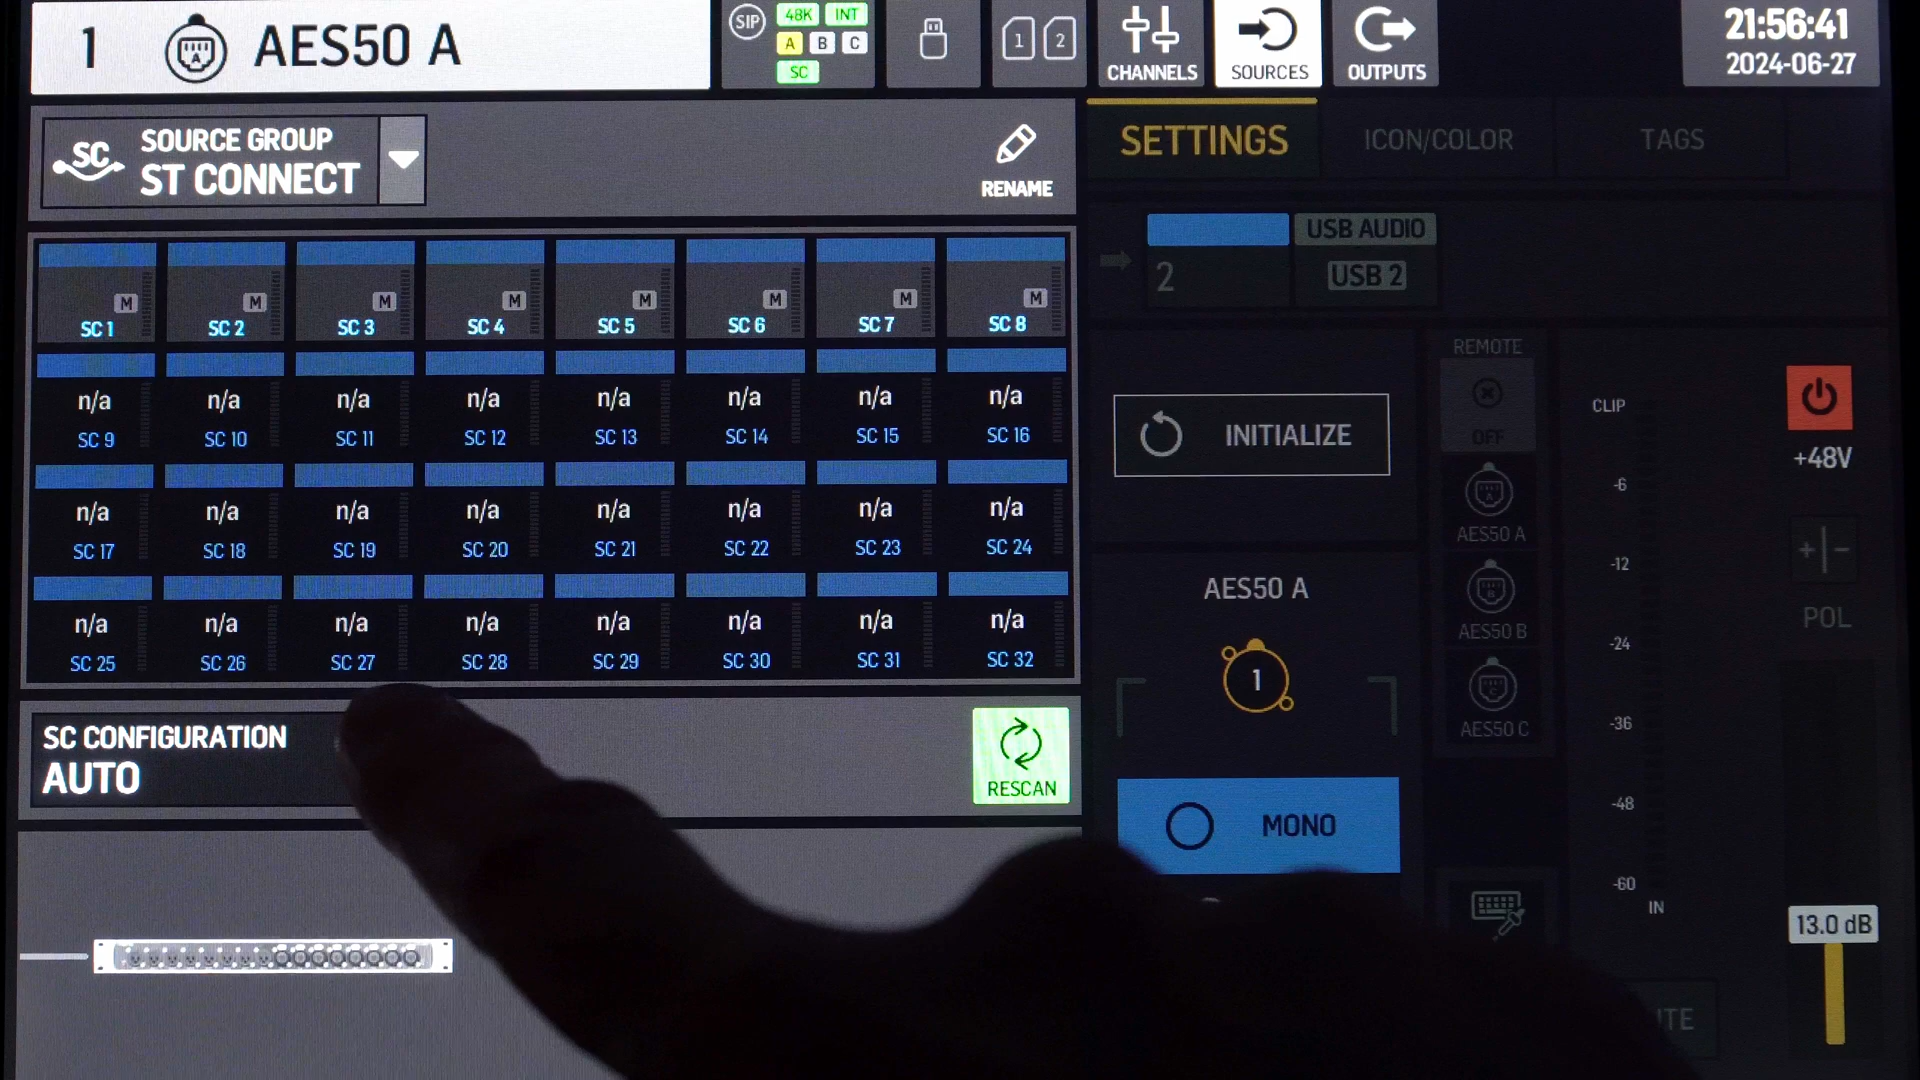 1 AES50 A
SIP 48K INT
A B C
SC
1 2
CHANNELS SOURCES OUTPUTS
21:56:41
2024-06-27
SC SOURCE GROUP
ST CONNECT
RENAME
M M M M M M M M
SC 1 SC 2 SC 3 SC 4 SC 5 SC 6 SC 7 SC 8
n/a n/a n/a n/a n/a n/a n/a n/a
SC 9 SC 10 SC 11 SC 12 SC 13 SC 14 SC 15 SC 16
n/a n/a n/a n/a n/a n/a n/a n/a
SC 17 SC 18 SC 19 SC 20 SC 21 SC 22 SC 23 SC 24
n/a n/a n/a n/a n/a n/a n/a n/a
SC 25 SC 26 SC 27 SC 28 SC 29 SC 30 SC 31 SC 32
SC CONFIGURATION
AUTO
RESCAN
SETTINGS ICON/COLOR TAGS
2 USB AUDIO
USB 2
INITIALIZE
AES50 A
1
MONO
REMOTE
OFF
A
AES50 A
B
AES50 B
C
AES50 C
CLIP
-6
-12
-24
-36
-48
-60
IN
+48V
+|-
POL
13.0 dB